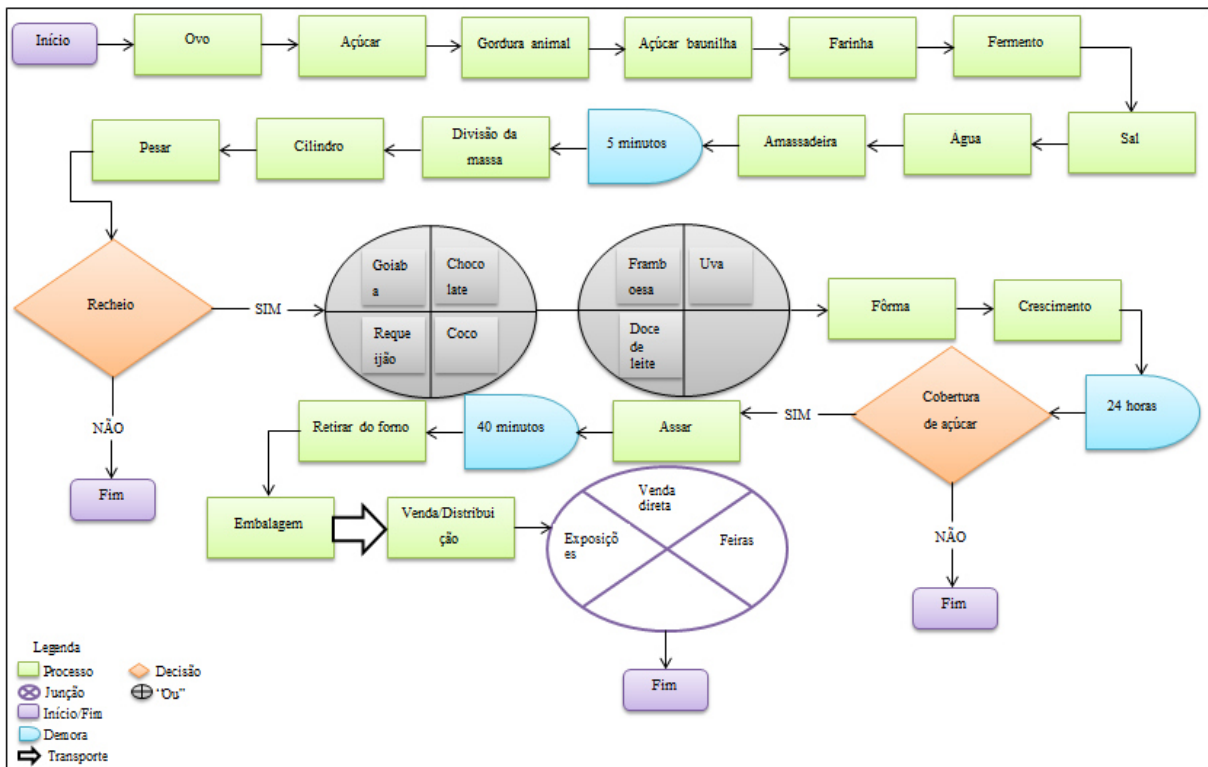 Início
Ovo
Açúcar
Gordura animal
Açúcar baunilha
Farinha
Fermento
Pesar
Cilindro
Divisão da
massa
5 minutos
Amassadeira
Água
Sal
Recheio
SIM
Goiab
a
Choco
late
Reque
ijão
Coco
Framb
oesa
Uva
Doce
de
leite
Fôrma
Crescimento
NÃO
Fim
Retirar do forno
40 minutos
Assar
SIM
Cobertura
de açúcar
24 horas
Embalagem
Venda/Distribui
ção
Venda
direta
Exposiçõ
es
Feiras
NÃO
Fim
Fim
Legenda
Processo
Decisão
Junção
“Ou”
Início/Fim
Demora
Transporte